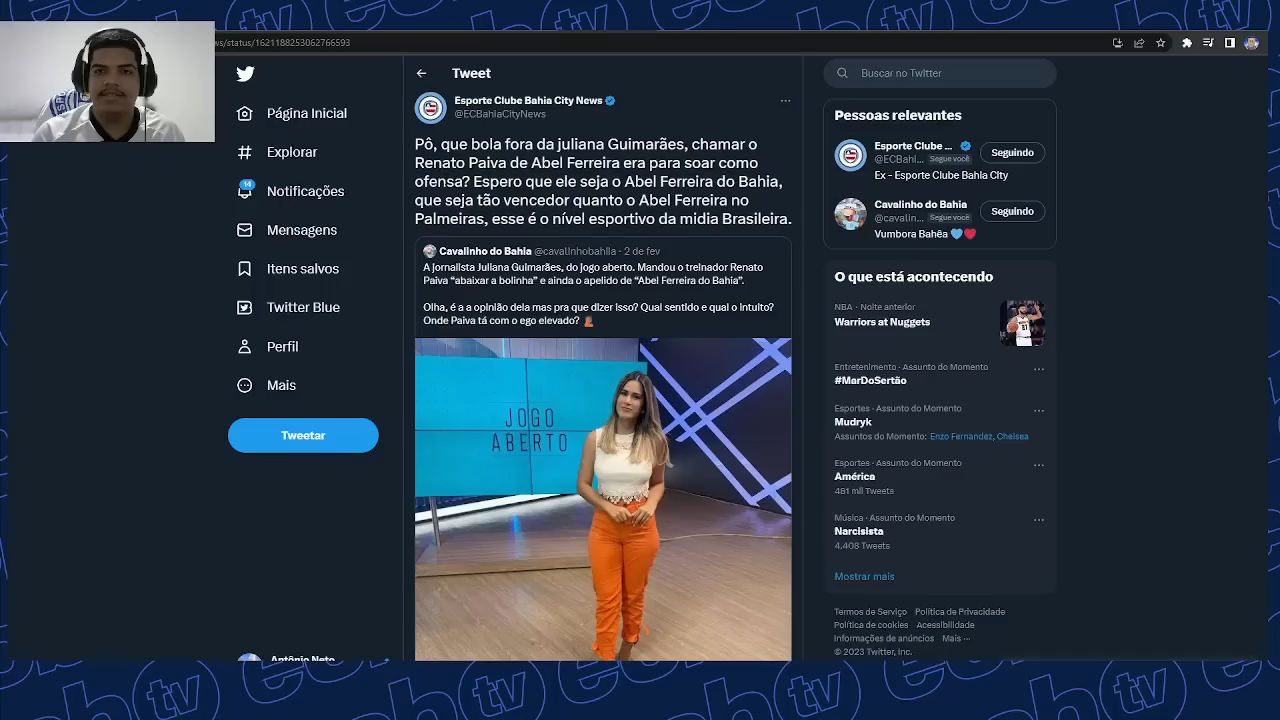 ws/status/1621188253062766593
Página Inicial
Explorar
14
Notificações
Mensagens
Itens salvos
Twitter Blue
Perfil
Mais
Tweetar
Antônio Neto
Tweet
Esporte Clube Bahia City News
@ECBahiaCityNews
Pô, que bola fora da juliana Guimarães, chamar o
Renato Paiva de Abel Ferreira era para soar como
ofensa? Espero que ele seja o Abel Ferreira do Bahia,
que seja tão vencedor quanto o Abel Ferreira no
Palmeiras, esse é o nível esportivo da midia Brasileira.
Cavalinho do Bahia @cavalinhobahiia · 2 de fev
A jornalista Juliana Guimarães, do jogo aberto. Mandou o treinador Renato
Paiva “abaixar a bolinha” e ainda o apelido de “Abel Ferreira do Bahia”.
Olha, é a a opinião dela mas pra que dizer isso? Qual sentido e qual o intuito?
Onde Paiva tá com o ego elevado?
JOGO
ABERTO
Buscar no Twitter
Pessoas relevantes
Esporte Clube ...
@ECBahI... Segue você
Seguindo
Ex - Esporte Clube Bahia City
Cavalinho do Bahia
@cavalin... Segue você
Seguindo
Vumbora Bahêa
O que está acontecendo
NBA · Noite anterior
Warriors at Nuggets
Entretenimento · Assunto do Momento
#MarDoSertão
Esportes · Assunto do Momento
Mudryk
Assuntos do Momento: Enzo Fernandez, Chelsea
Esportes · Assunto do Momento
América
481 mil Tweets
Música · Assunto do Momento
Narcisista
4.408 Tweets
Mostrar mais
Termos de Serviço Política de Privacidade
Política de cookies Acessibilidade
Informações de anúncios Mais ...
© 2023 Twitter, Inc.
tv
tv
tv
tv